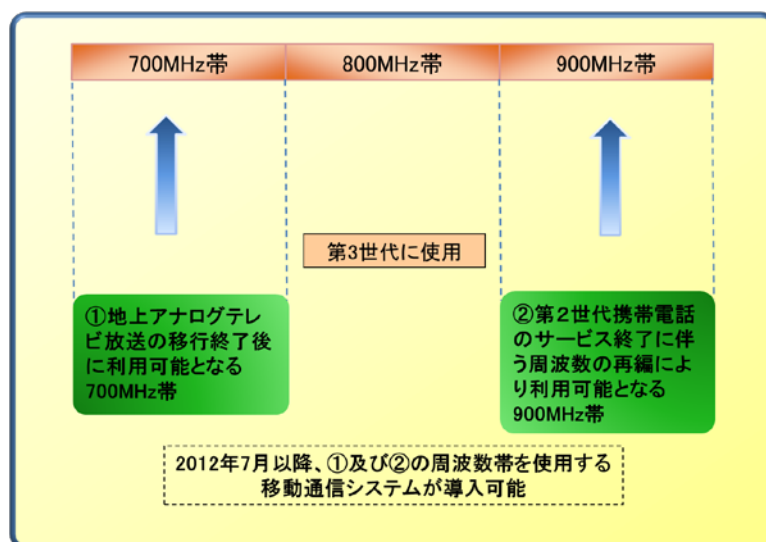 700MHz帯
800MHz帯
900MHz帯
第3世代に使用
①地上アナログテレ
ビ放送の移行終了後
に利用可能となる
700MHz帯
②第２世代携帯電話
のサービス終了に伴
う周波数の再編によ
り利用可能となる
900MHz帯
2012年7月以降、①及び②の周波数帯を使用する
移動通信システムが導入可能